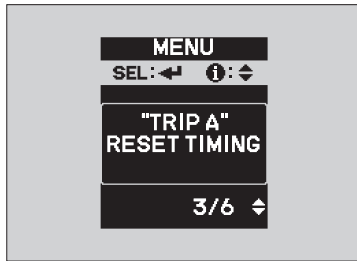 MENU
SEL:↵ ℹ:◆
"TRIP A"
RESET TIMING
3/6 ◆